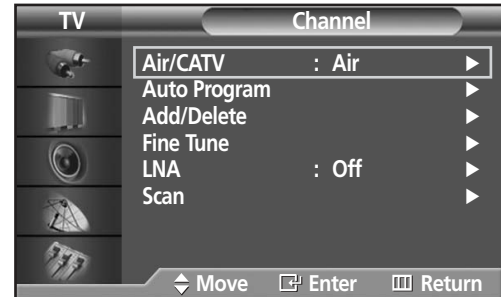 TV Channel
Air/CATV : Air
Auto Program
Add/Delete
Fine Tune
LNA : Off
Scan
Move Enter Return